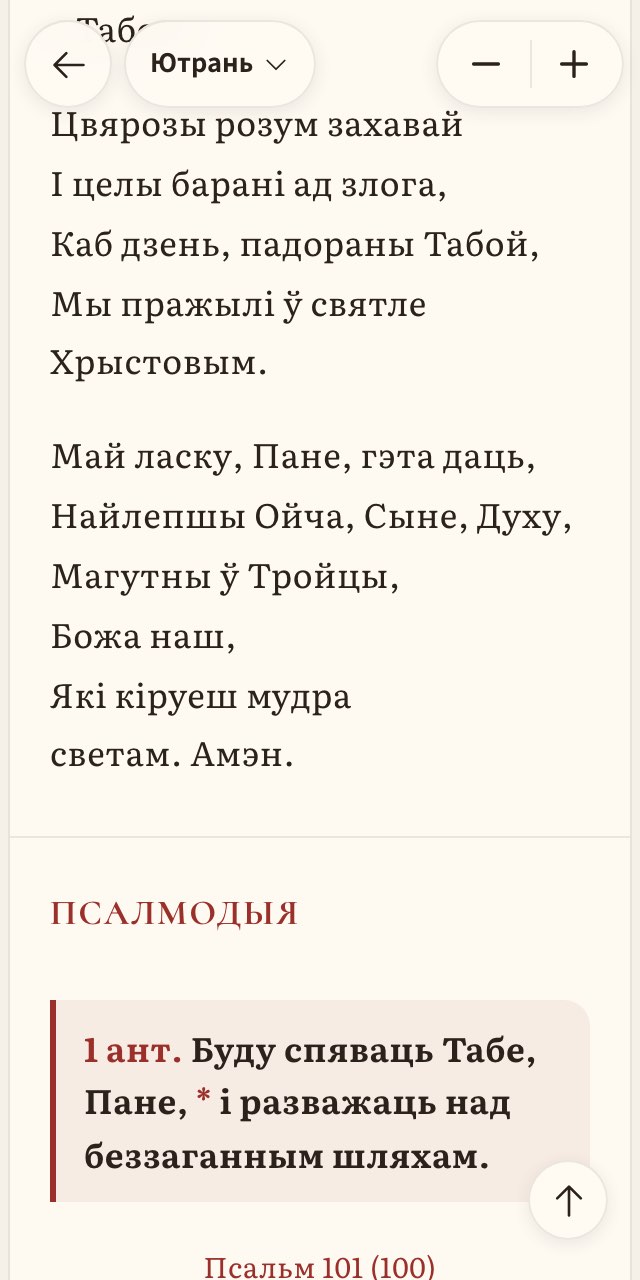 Ютрань
Цвярозы розум захавай
І целы барані ад злога,
Каб дзень, падораны Табой,
Мы пражылі ў святле
Хрыстовым.
Май ласку, Пане, гэта даць,
Найлепшы Ойча, Сыне, Духу,
Магутны ў Тройцы,
Божа наш,
Які кіруеш мудра
светам. Амэн.
ПСАЛМОДЫЯ
1 ант. Буду спяваць Табе,
Пане, * і разважаць над
беззаганным шляхам.
Псальм 101 (100)